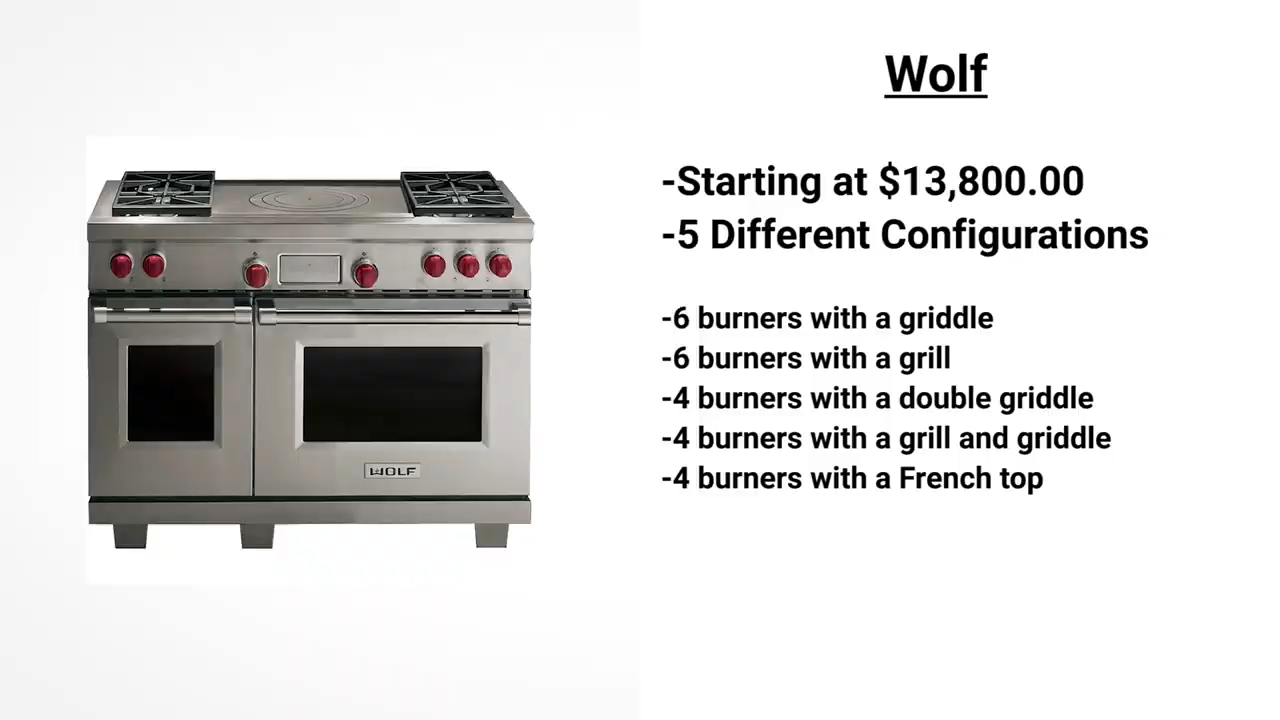 Wolf
-Starting at $13,800.00
-5 Different Configurations
-6 burners with a griddle
-6 burners with a grill
-4 burners with a double griddle
-4 burners with a grill and griddle
-4 burners with a French top
WOLF